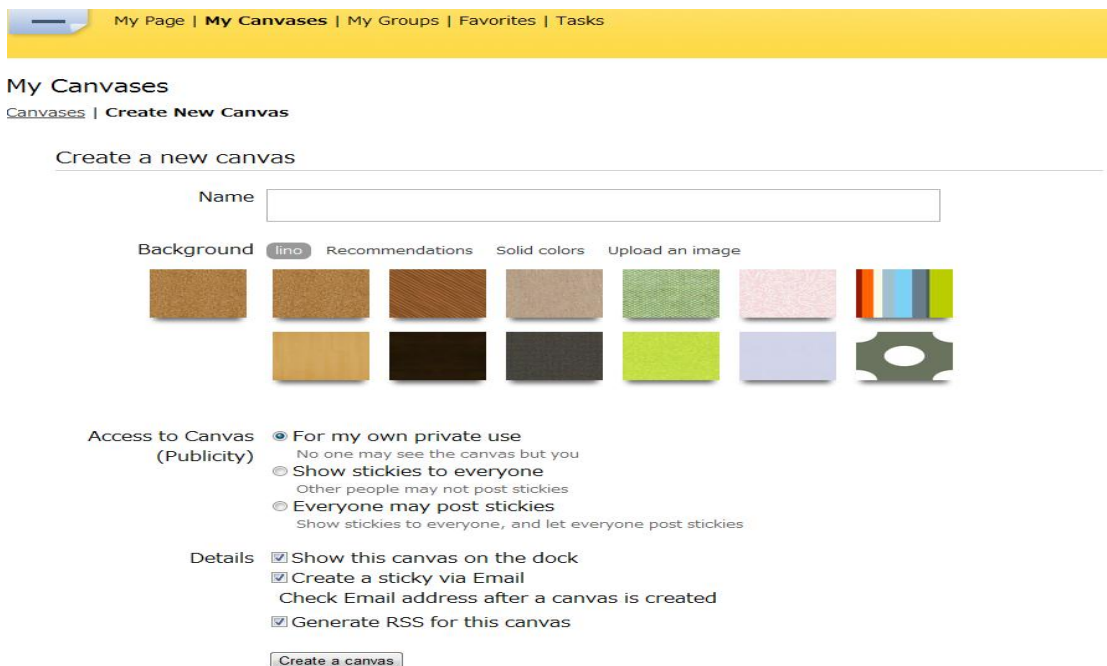 My Page | My Canvases | My Groups | Favorites | Tasks
My Canvases
Canvases | Create New Canvas
Create a new canvas
Name
Background lino Recommendations Solid colors Upload an image
Access to Canvas
(Publicity)
For my own private use
No one may see the canvas but you
Show stickies to everyone
Other people may not post stickies
Everyone may post stickies
Show stickies to everyone, and let everyone post stickies
Details
Show this canvas on the dock
Create a sticky via Email
Check Email address after a canvas is created
Generate RSS for this canvas
Create a canvas